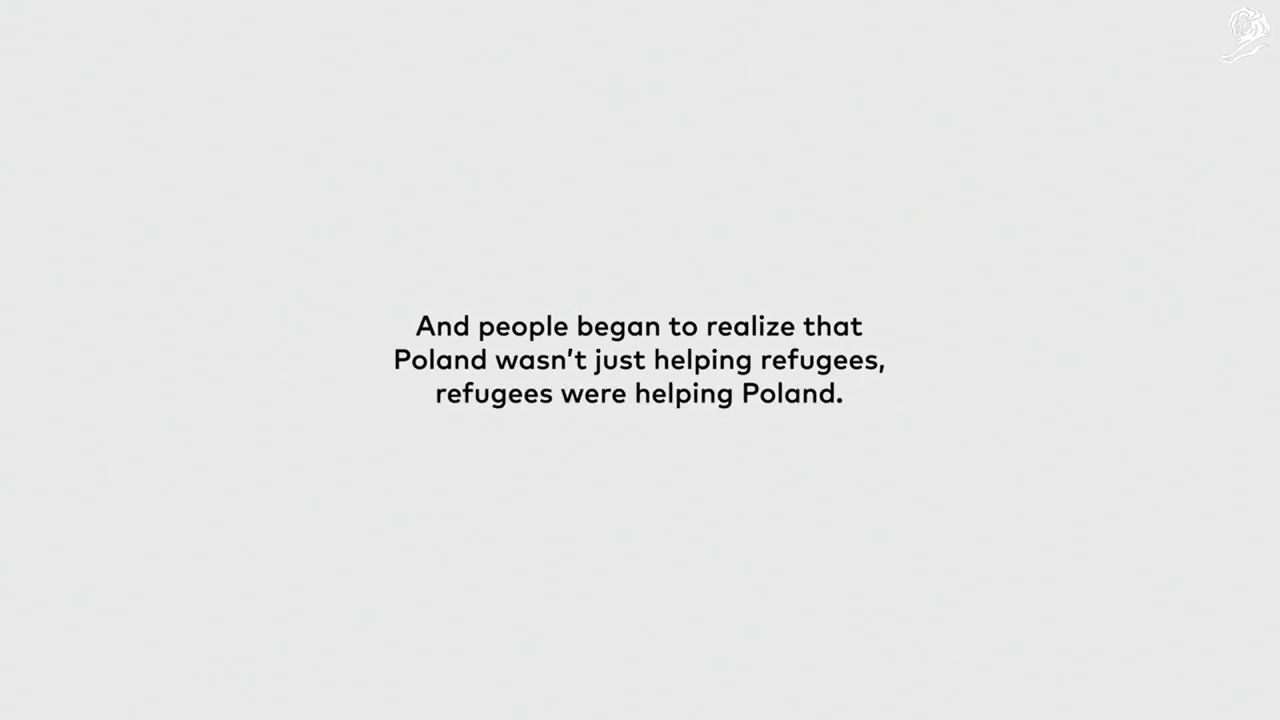 And people began to realize that
Poland wasn't just helping refugees,
refugees were helping Poland.